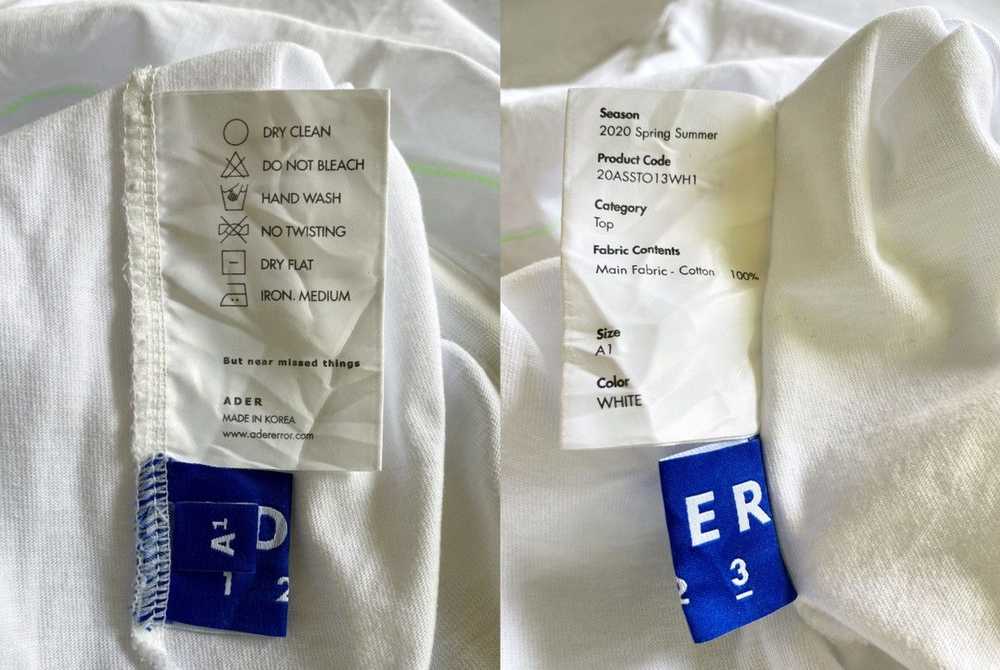 DRY CLEAN
DO NOT BLEACH
HAND WASH
NO TWISTING
DRY FLAT
IRON. MEDIUM
But near missed things
ADER
MADE IN KOREA
www.adererror.com
D
A1
1 2
Season
2020 Spring Summer
Product Code
20ASSTO13WH1
Category
Top
Fabric Contents
Main Fabric - Cotton 100%
Size
A1
Color
WHITE
ER
2 3